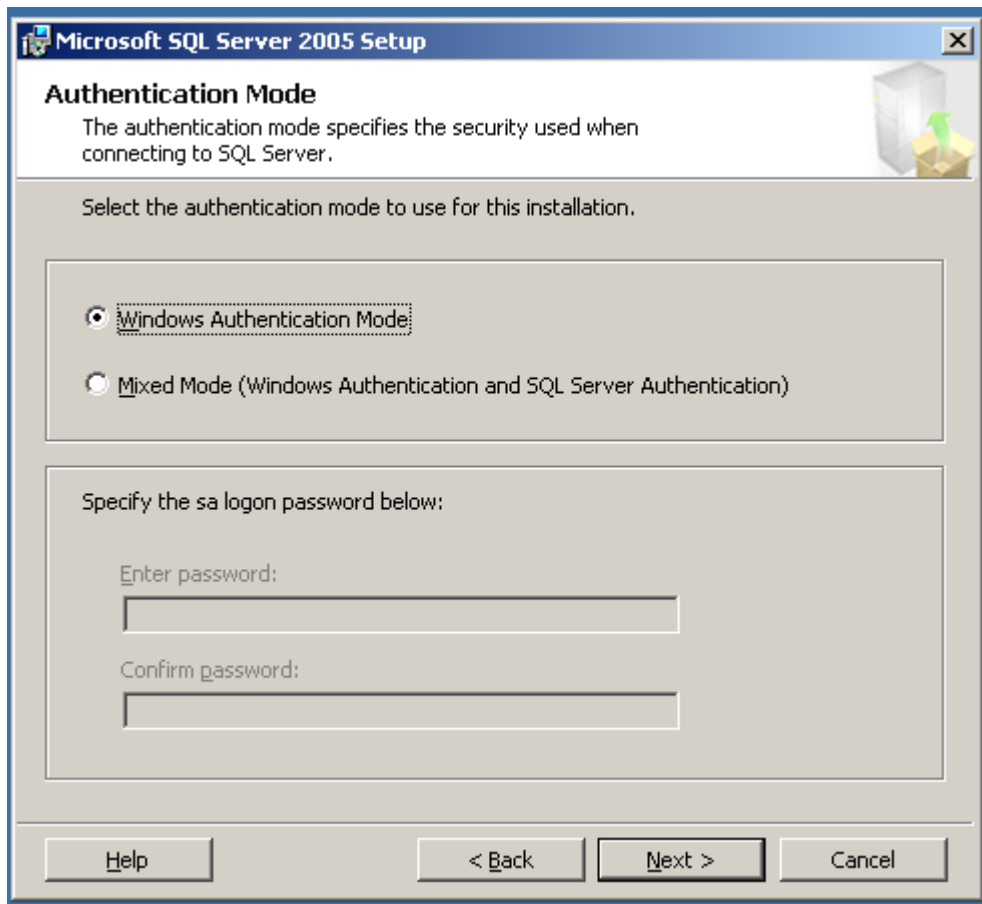 Microsoft SQL Server 2005 Setup
Authentication Mode
The authentication mode specifies the security used when
connecting to SQL Server.
Select the authentication mode to use for this installation.
Windows Authentication Mode
Mixed Mode (Windows Authentication and SQL Server Authentication)
Specify the sa logon password below:
Enter password:
Confirm password:
Help < Back Next > Cancel